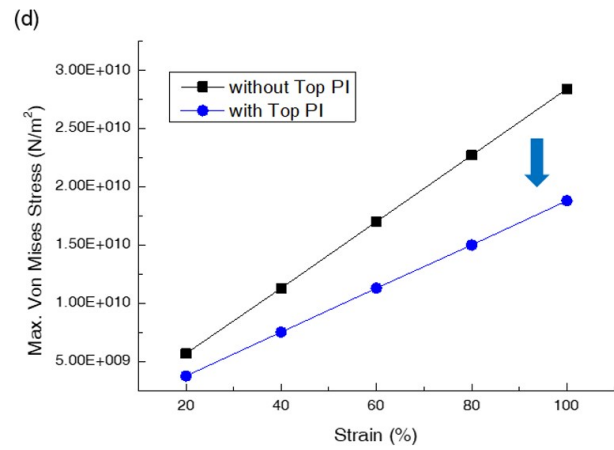 (d)
Max. Von Mises Stress (N/m²)
3.00E+010
2.50E+010
2.00E+010
1.50E+010
1.00E+010
5.00E+009
without Top PI
with Top PI
20 40 60 80 100
Strain (%)